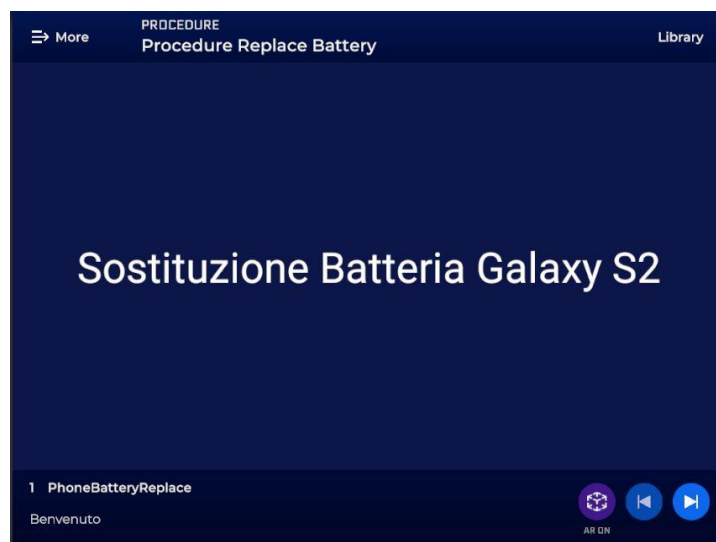 More
PROCEDURE
Procedure Replace Battery
Library
Sostituzione Batteria Galaxy S2
1 PhoneBatteryReplace
Benvenuto
AR ON